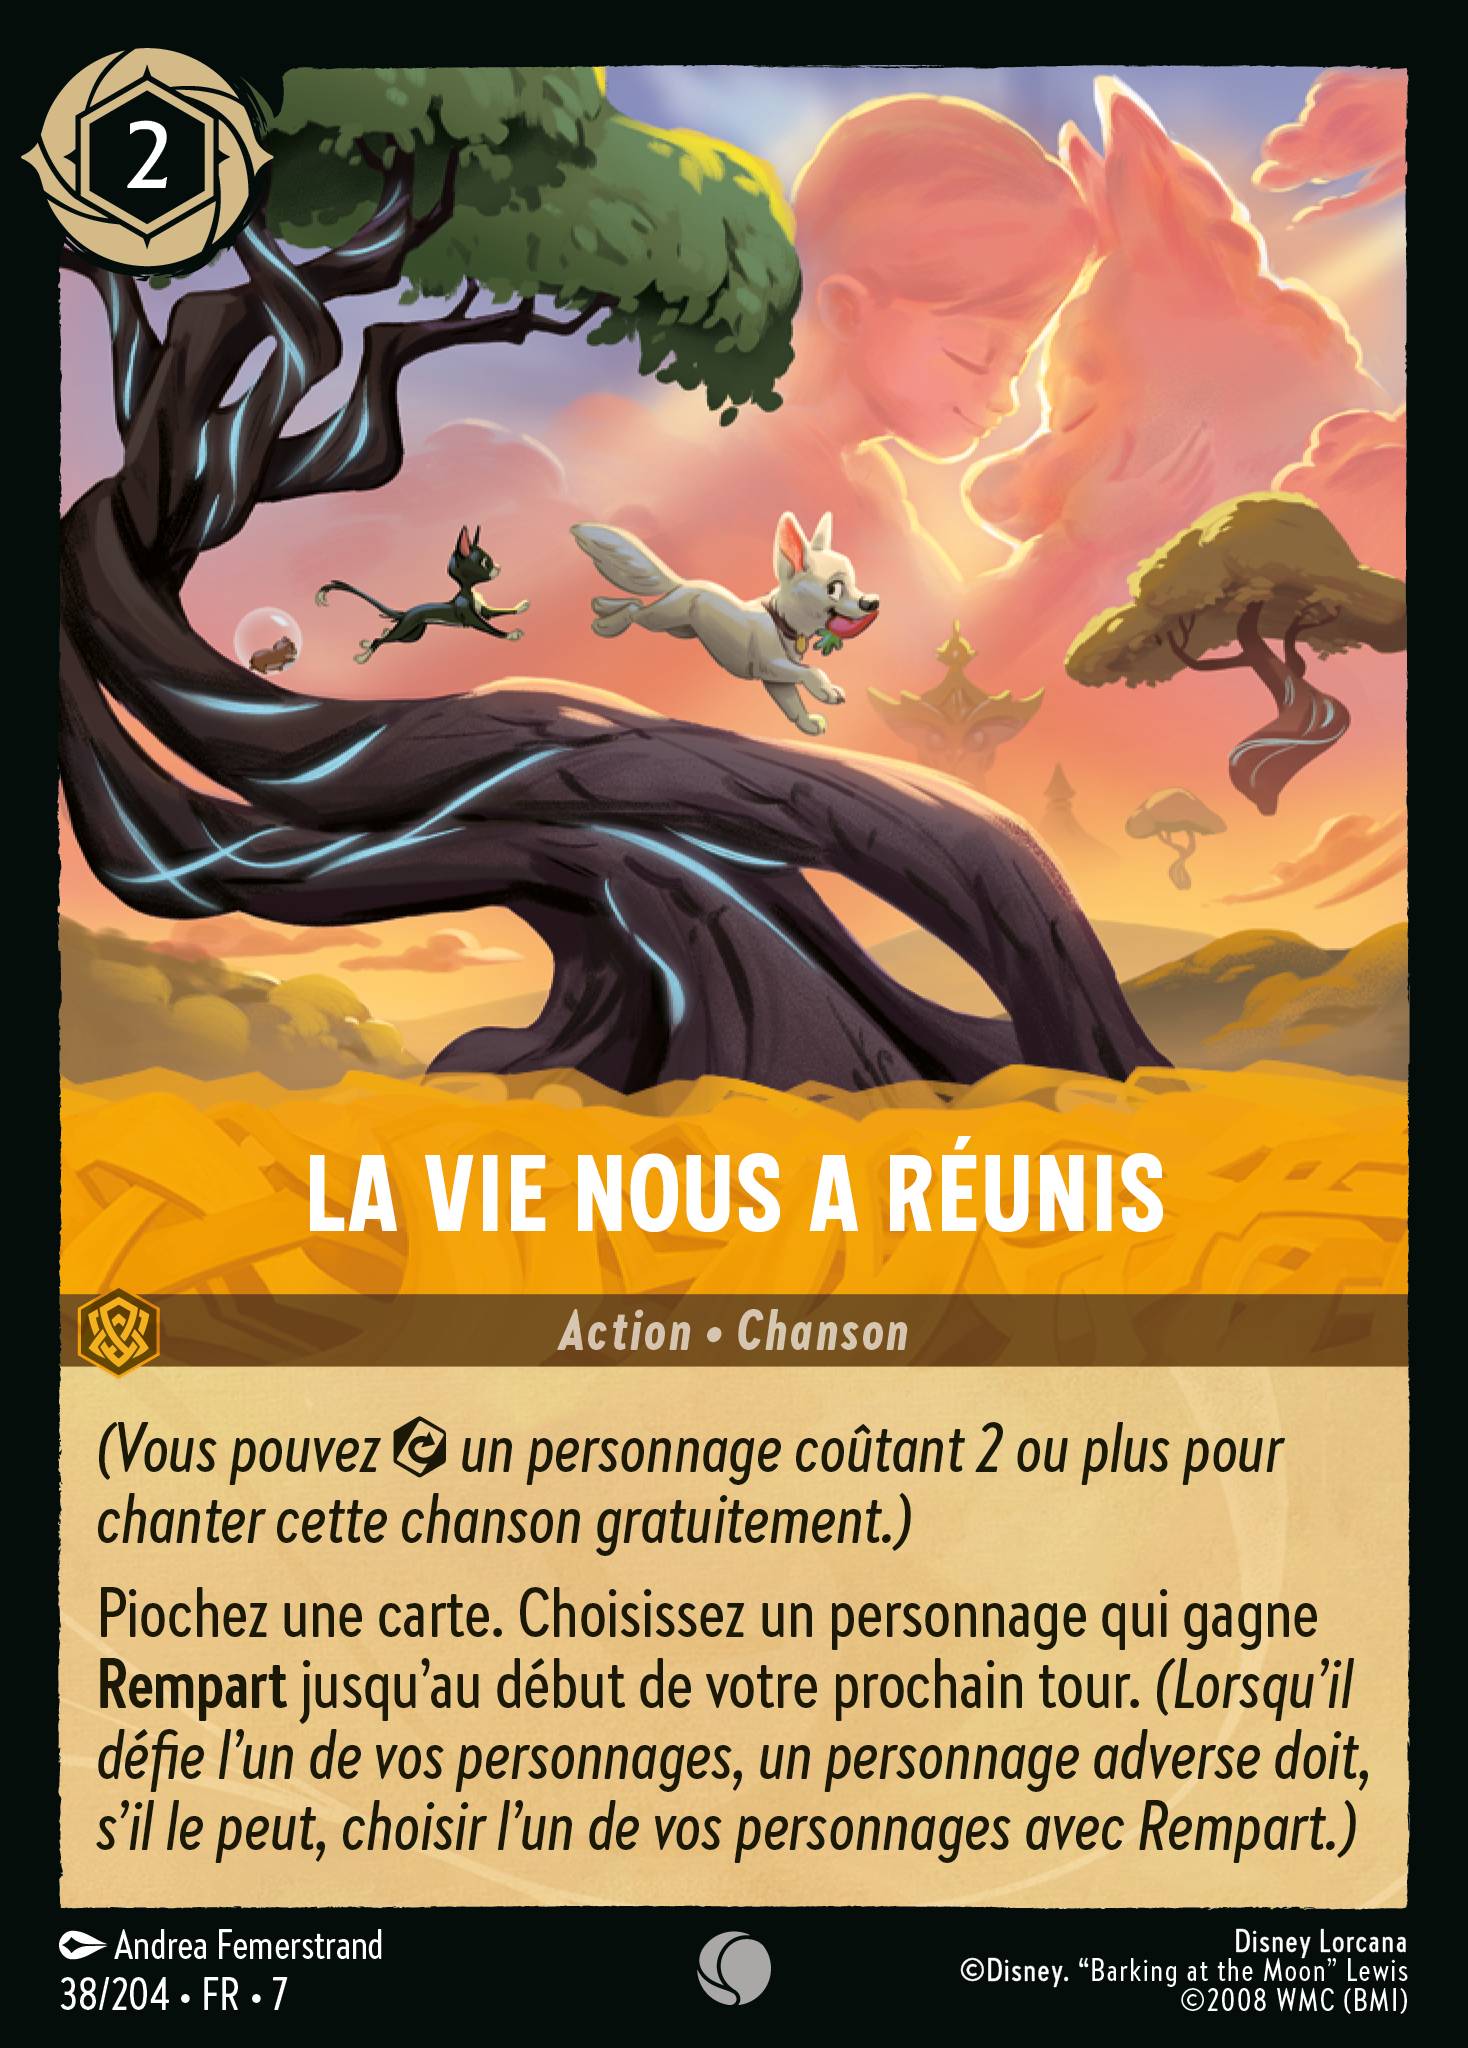 2
LA VIE NOUS A RÉUNIS
Action • Chanson
(Vous pouvez un personnage coûtant 2 ou plus pour
chanter cette chanson gratuitement.)
Piochez une carte. Choisissez un personnage qui gagne
Rempart jusqu’au début de votre prochain tour. (Lorsqu’il
défie l’un de vos personnages, un personnage adverse doit,
s’il le peut, choisir l’un de vos personnages avec Rempart.)
Andrea Femerstrand
38/204 • FR • 7
Disney Lorcana
©Disney. “Barking at the Moon” Lewis
©2008 WMC (BMI)